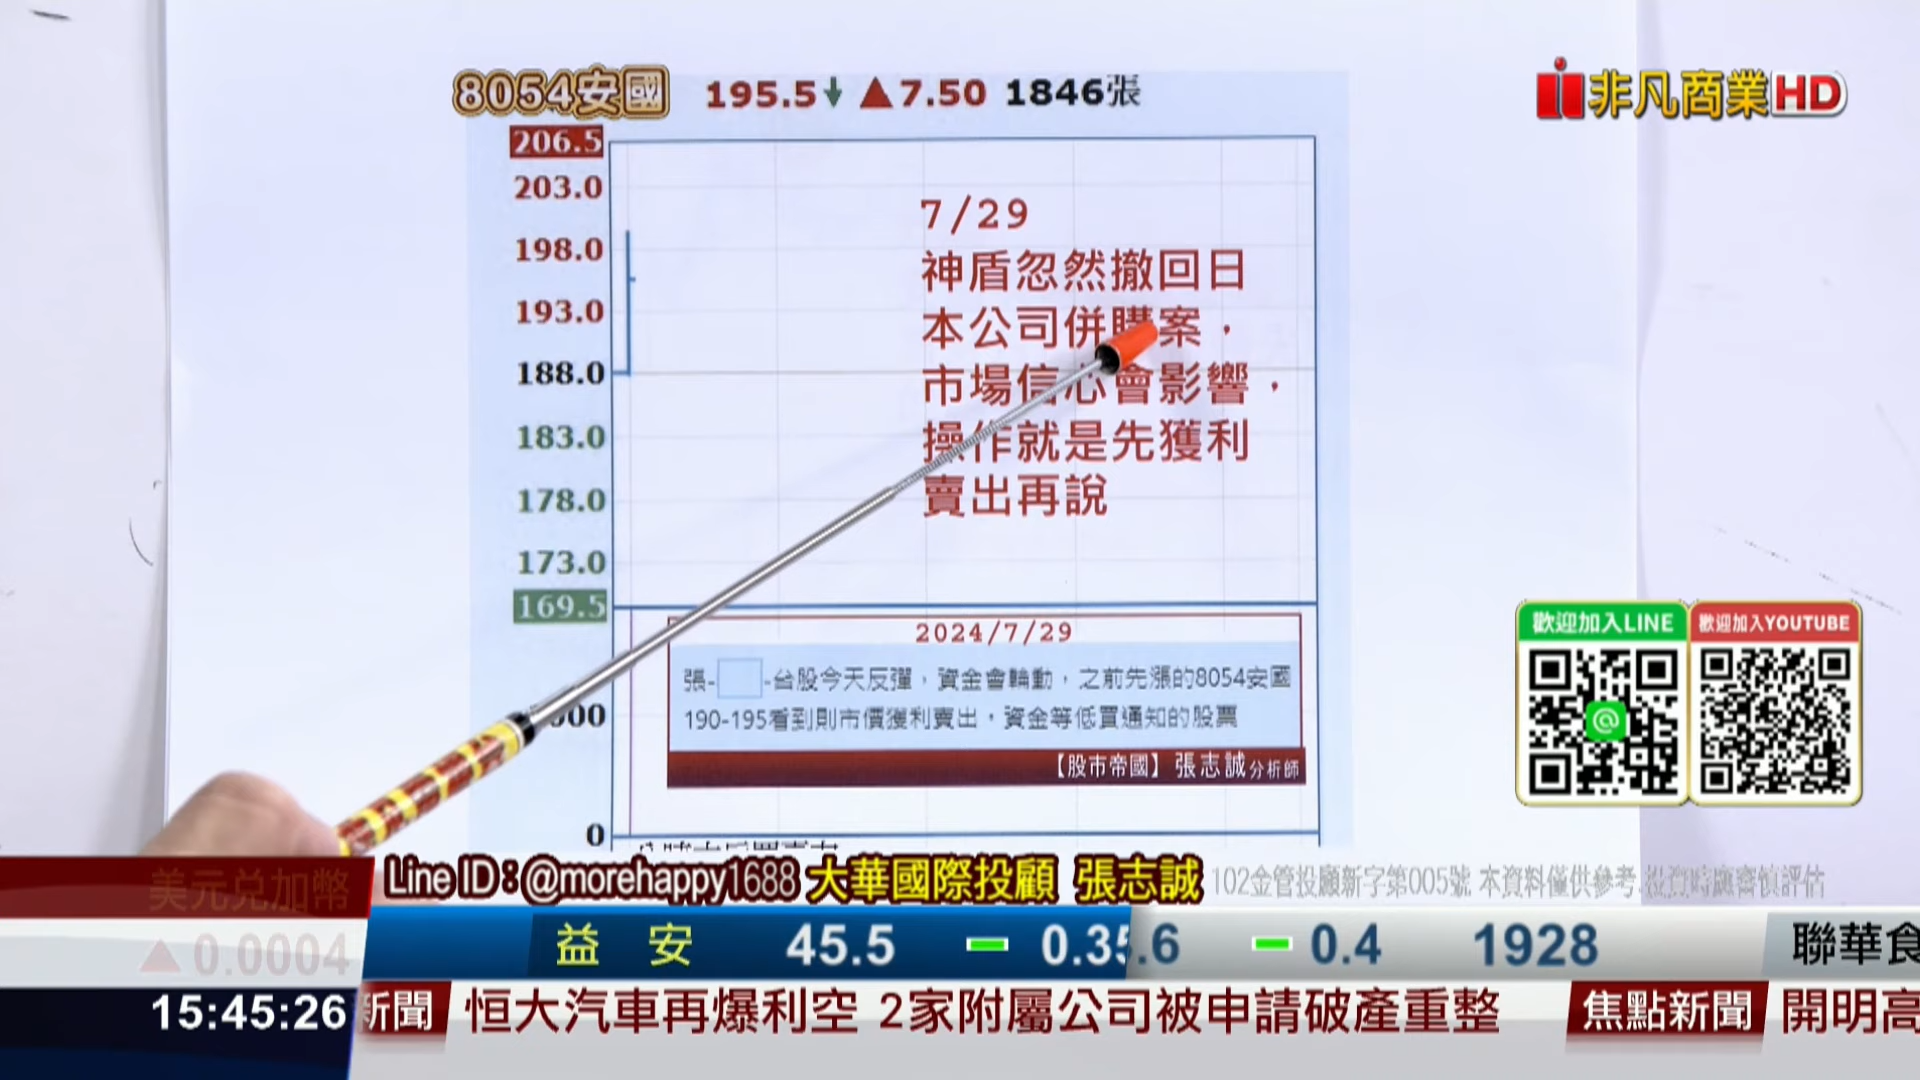 8054安國 195.5↓ ▲7.50 1846張
非凡商業HD
206.5
203.0
198.0
193.0
188.0
183.0
178.0
173.0
169.5
0
7/29
神盾忽然撤回日
本公司併購案，
市場信心會影響，
操作就是先獲利
賣出再說
2024/7/29
張- -台股今天反彈，資金會輪動，之前先漲的8054安國
190-195看到則市價獲利賣出，資金等低買通知的股票
【股市帝國】張志誠分析師
歡迎加入LINE
歡迎加入YOUTUBE
Line ID：@morehappy1688 大華國際投顧 張志誠
102金管投顧新字第005號 本資料僅供參考 投資時應審慎評估
美元兌加幣
▲0.0004
益安 45.5 0.35
.6 0.4 1928 聯華食
15:45:26
新聞 恒大汽車再爆利空 2家附屬公司被申請破產重整
焦點新聞 開明高